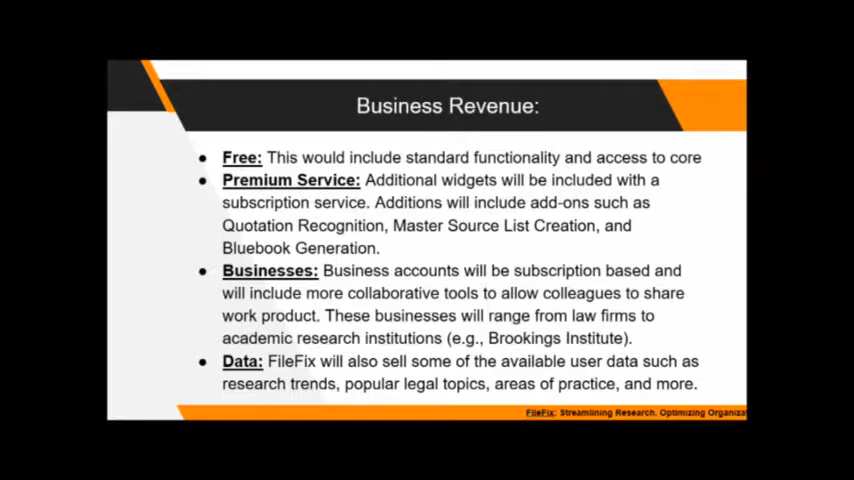 Business Revenue:
● Free: This would include standard functionality and access to core
● Premium Service: Additional widgets will be included with a
subscription service. Additions will include add-ons such as
Quotation Recognition, Master Source List Creation, and
Bluebook Generation.
● Businesses: Business accounts will be subscription based and
will include more collaborative tools to allow colleagues to share
work product. These businesses will range from law firms to
academic research institutions (e.g., Brookings Institute).
● Data: FileFix will also sell some of the available user data such as
research trends, popular legal topics, areas of practice, and more.
FileFix: Streamlining Research. Optimizing Organiza